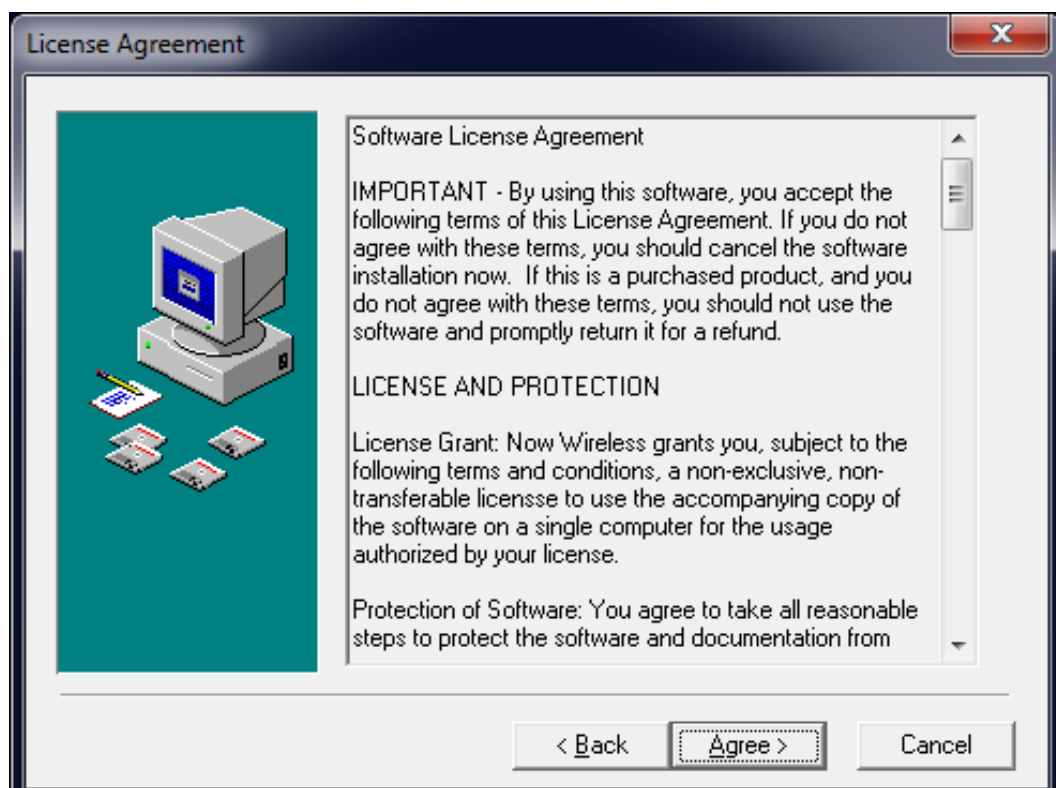 License Agreement
Software License Agreement
IMPORTANT - By using this software, you accept the
following terms of this License Agreement. If you do not
agree with these terms, you should cancel the software
installation now.  If this is a purchased product, and you
do not agree with these terms, you should not use the
software and promptly return it for a refund.
LICENSE AND PROTECTION
License Grant: Now Wireless grants you, subject to the
following terms and conditions, a non-exclusive, non-
transferable licensse to use the accompanying copy of
the software on a single computer for the usage
authorized by your license.
Protection of Software: You agree to take all reasonable
steps to protect the software and documentation from
< Back
Agree >
Cancel